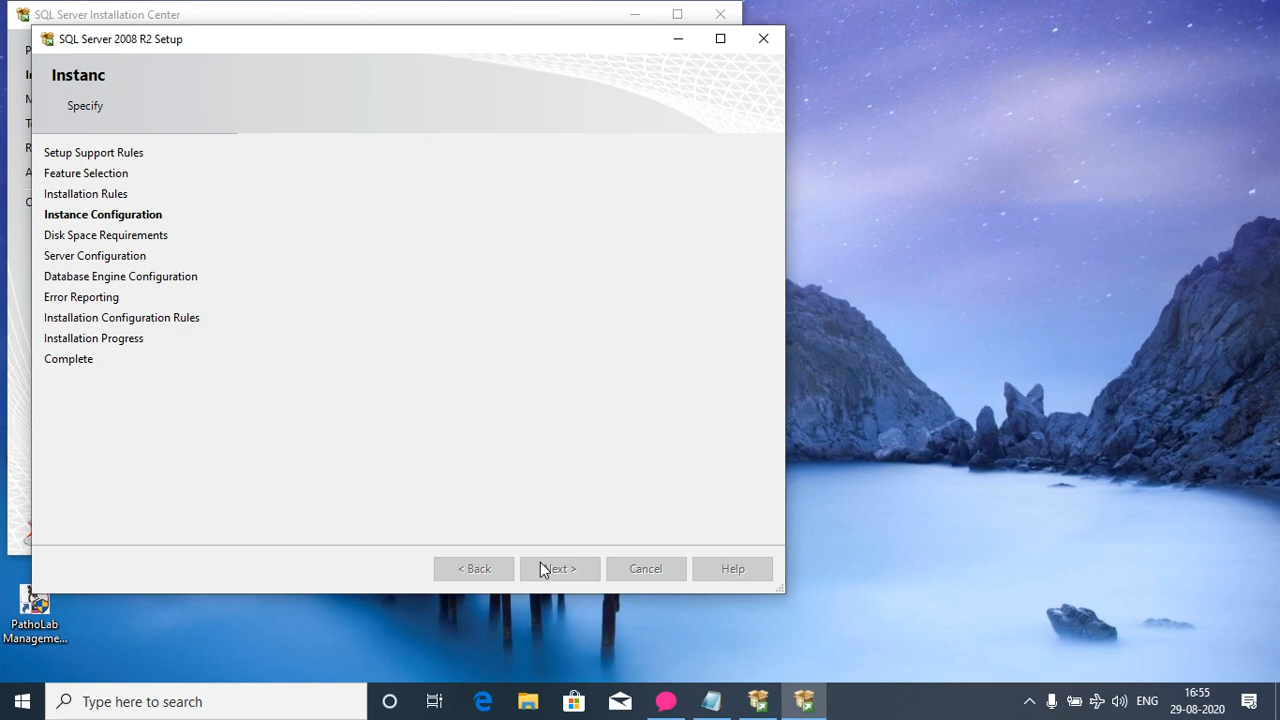 SQL Server Installation Center
SQL Server 2008 R2 Setup
Instanc
Specify
Setup Support Rules
Feature Selection
Installation Rules
Instance Configuration
Disk Space Requirements
Server Configuration
Database Engine Configuration
Error Reporting
Installation Configuration Rules
Installation Progress
Complete
< Back
Next >
Cancel
Help
PathoLab
Manageme...
Type here to search
ENG
16:55
29-08-2020